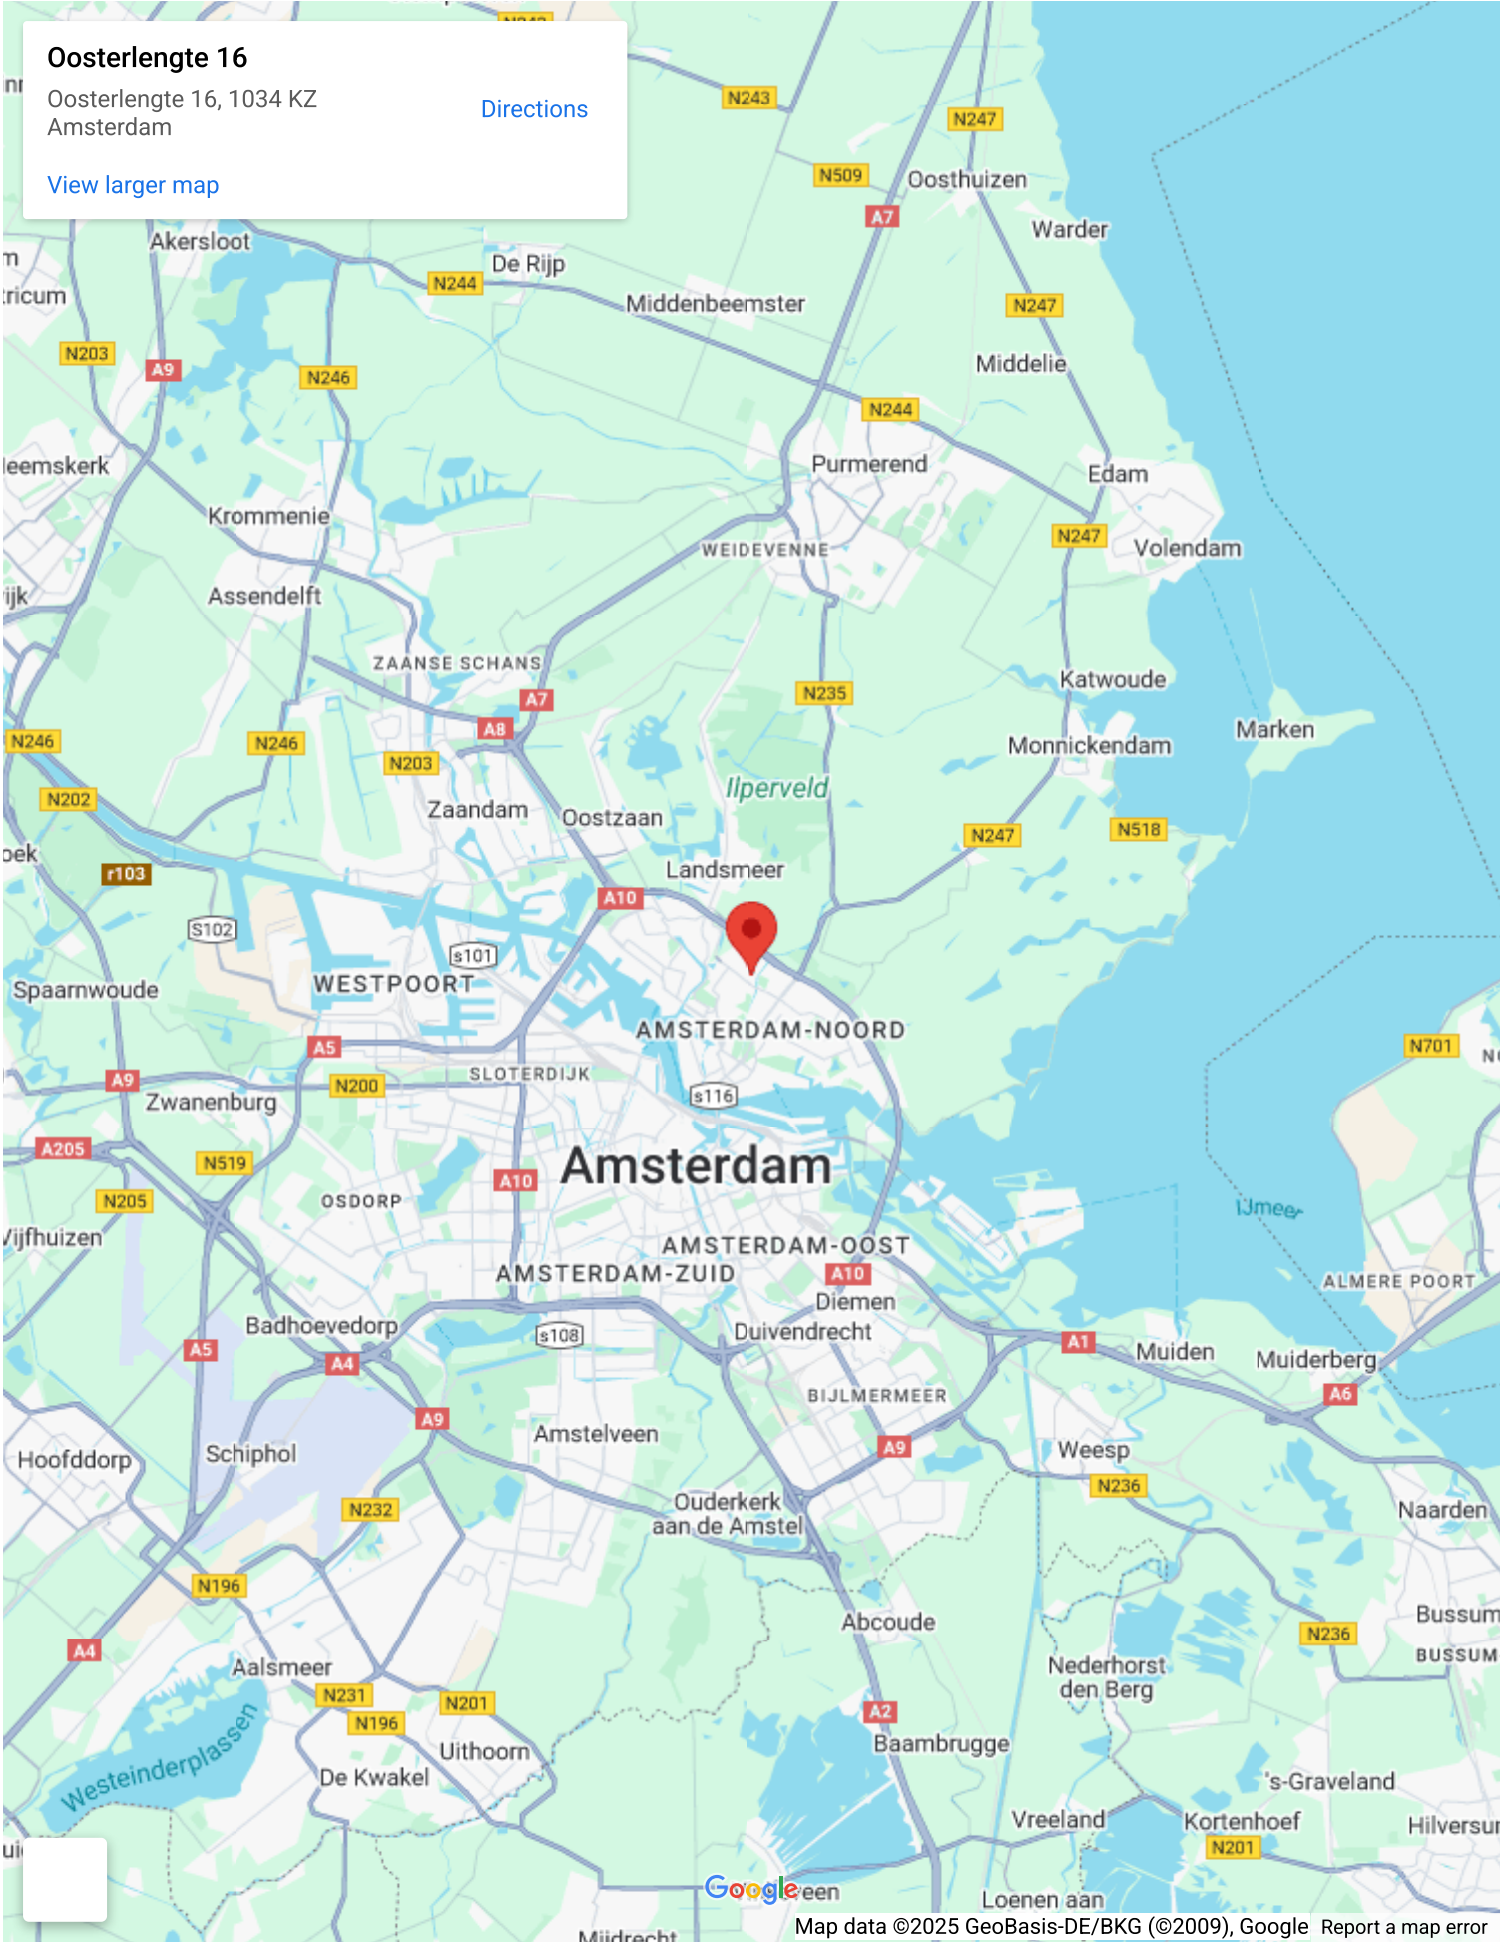 Oosterlengte 16
Oosterlengte 16, 1034 KZ
Amsterdam
Directions
View larger map
N243
N247
N509
Oosthuizen
A7
Warder
Akersloot
De Rijp
N244
Middenbeemster
N247
N203
A9
N246
Middelie
N244
Purmerend
Edam
Krommenie
N247
WEIDEVENNE
Volendam
Assendelft
ZAANSE SCHANS
Katwoude
A7
N235
A8
Marken
N246
N246
Monnickendam
N203
Ilperveld
N202
Zaandam
Oostzaan
N247
N518
Landsmeer
r103
A10
S102
s101
WESTPOORT
Spaarnwoude
AMSTERDAM-NOORD
A5
N701
SLOTERDIJK
A9
N200
s116
Zwanenburg
A205
N519
Amsterdam
A10
N205
OSDORP
IJmeer
Vijfhuizen
AMSTERDAM-OOST
AMSTERDAM-ZUID
A10
ALMERE POORT
Diemen
Badhoevedorp
s108
Duivendrecht
A5
A4
A1
Muiden
Muiderberg
BIJLMERMEER
A6
A9
Amstelveen
Schiphol
A9
Weesp
Hoofddorp
N236
N232
Ouderkerk
aan de Amstel
Naarden
N196
Abcoude
Bussum
N236
A4
BUSSUM
Aalsmeer
Nederhorst
den Berg
N231
N201
A2
N196
Baambrugge
Westeinderplassen
Uithoorn
De Kwakel
's-Graveland
Vreeland
Kortenhoef
Hilversu
N201
Google
reen
Loenen aan
Mijdrecht
Map data ©2025 GeoBasis-DE/BKG (©2009), Google
Report a map error